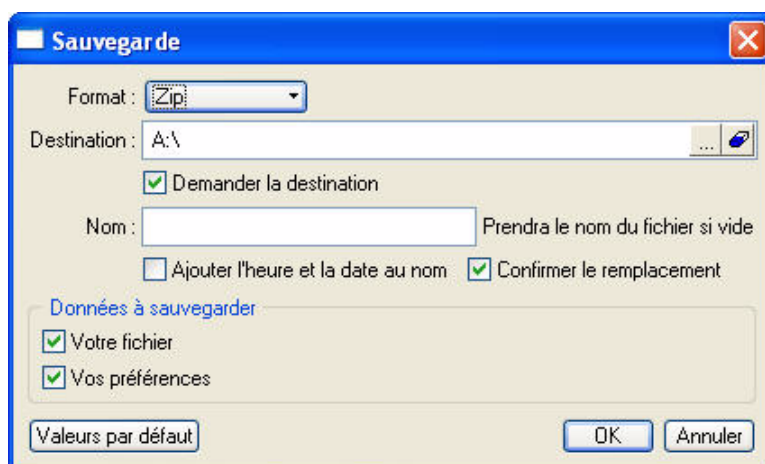 Sauvegarde
Format : Zip
Destination : A:\ ...
Demander la destination
Nom : Prendra le nom du fichier si vide
Ajouter l'heure et la date au nom Confirmer le remplacement
Données à sauvegarder
Votre fichier
Vos préférences
Valeurs par défaut OK Annuler